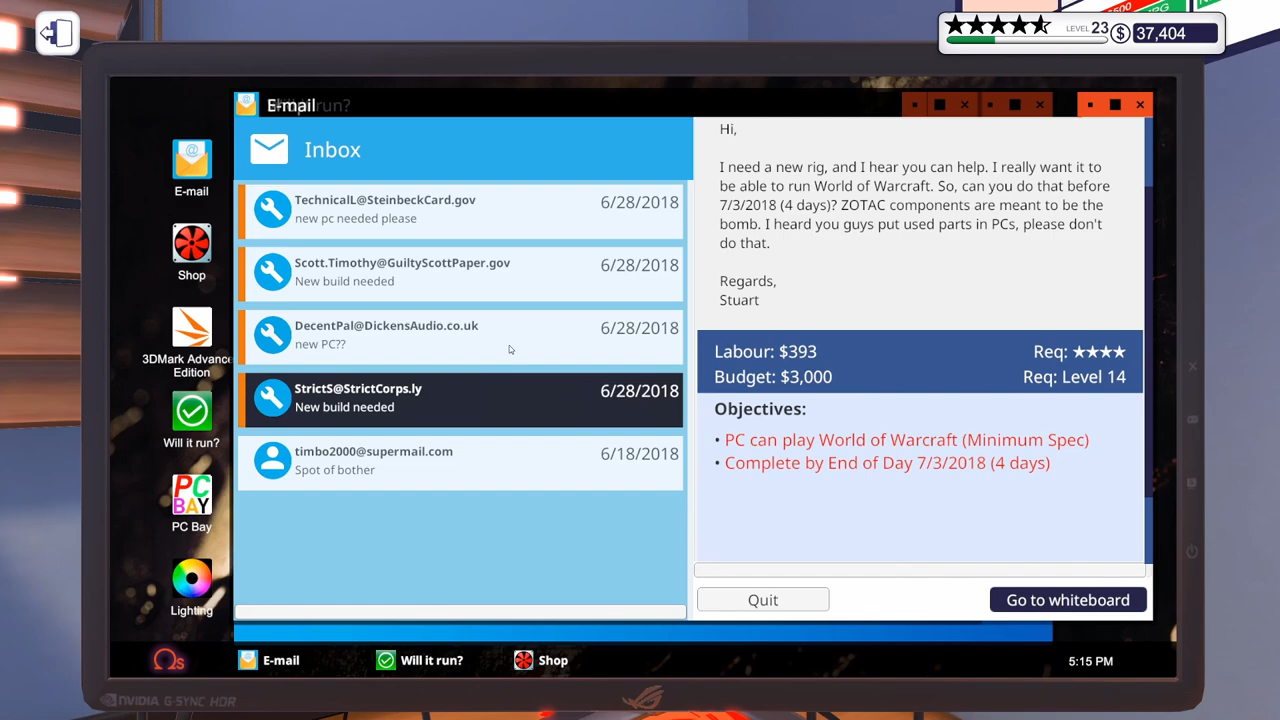 LEVEL 23
$ 37,404
E-mail
Inbox
TechnicalL@SteinbeckCard.gov
new pc needed please
6/28/2018
Scott.Timothy@GuiltyScottPaper.gov
New build needed
6/28/2018
DecentPal@DickensAudio.co.uk
new PC??
6/28/2018
StrictS@StrictCorps.ly
New build needed
6/28/2018
timbo2000@supermail.com
Spot of bother
6/18/2018
Hi,
I need a new rig, and I hear you can help. I really want it to
be able to run World of Warcraft. So, can you do that before
7/3/2018 (4 days)? ZOTAC components are meant to be the
bomb. I heard you guys put used parts in PCs, please don't
do that.
Regards,
Stuart
Labour: $393
Req: ★★★★
Budget: $3,000
Req: Level 14
Objectives:
• PC can play World of Warcraft (Minimum Spec)
• Complete by End of Day 7/3/2018 (4 days)
Quit
Go to whiteboard
E-mail
Shop
3DMark Advance
Edition
Will it run?
PC BAY
PC Bay
Lighting
E-mail
Will it run?
Shop
5:15 PM
NVIDIA G-SYNC HDR